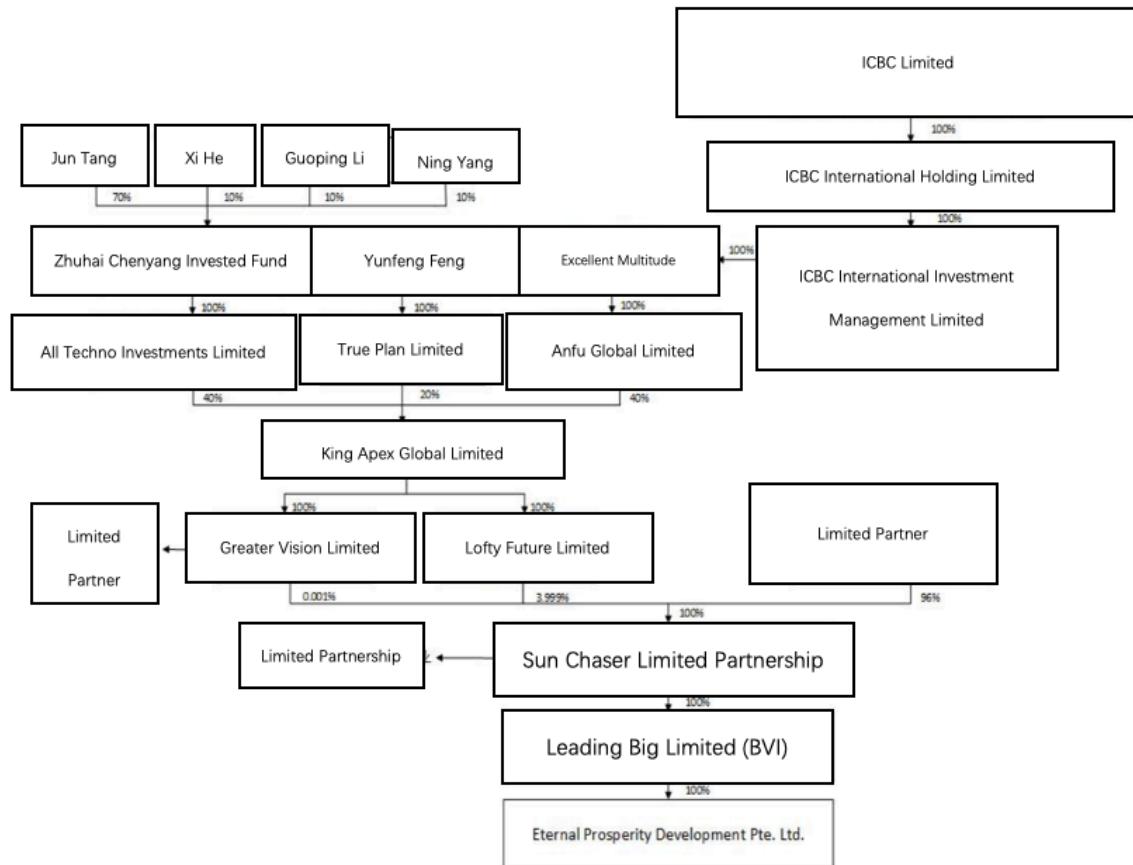 ICBC Limited
100%
Jun Tang
Xi He
Guoping Li
Ning Yang
ICBC International Holding Limited
70%
10%
10%
10%
100%
Zhuhai Chenyang Invested Fund
Yunfeng Feng
Excellent Multitude
100%
ICBC International Investment
Management Limited
100%
100%
100%
All Techno Investments Limited
True Plan Limited
Anfu Global Limited
40%
20%
40%
King Apex Global Limited
100%
100%
Limited
Partner
Greater Vision Limited
Lofty Future Limited
Limited Partner
0.001%
3.999%
96%
100%
Limited Partnership
Sun Chaser Limited Partnership
100%
Leading Big Limited (BVI)
100%
Eternal Prosperity Development Pte. Ltd.